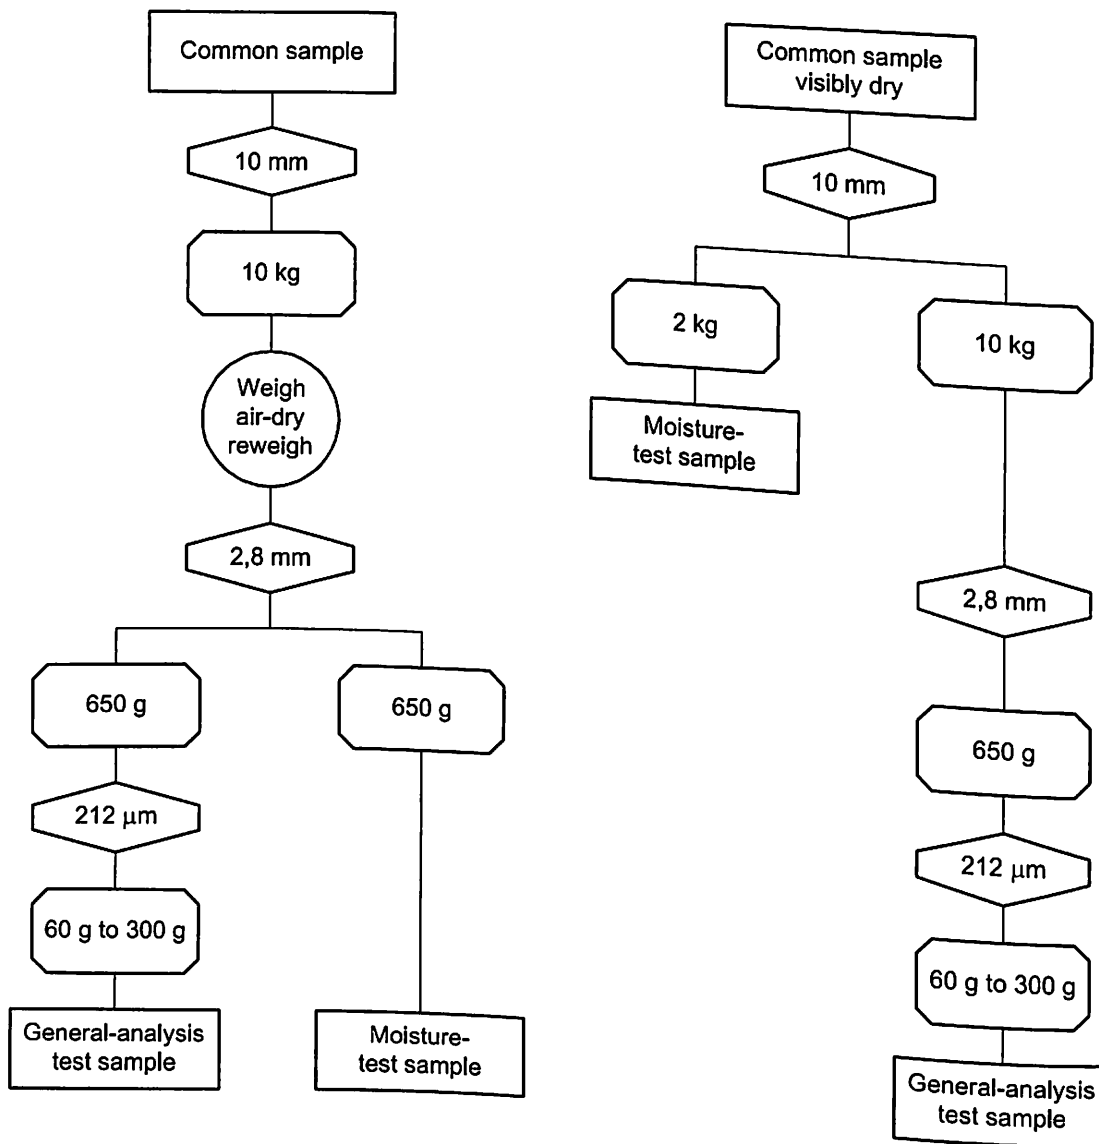 Common sample
10 mm
10 kg
Weigh
air-dry
reweigh
2,8 mm
650 g
650 g
212 μm
60 g to 300 g
General-analysis
test sample
Moisture-
test sample
Common sample
visibly dry
10 mm
2 kg
10 kg
Moisture-
test sample
2,8 mm
650 g
212 μm
60 g to 300 g
General-analysis
test sample